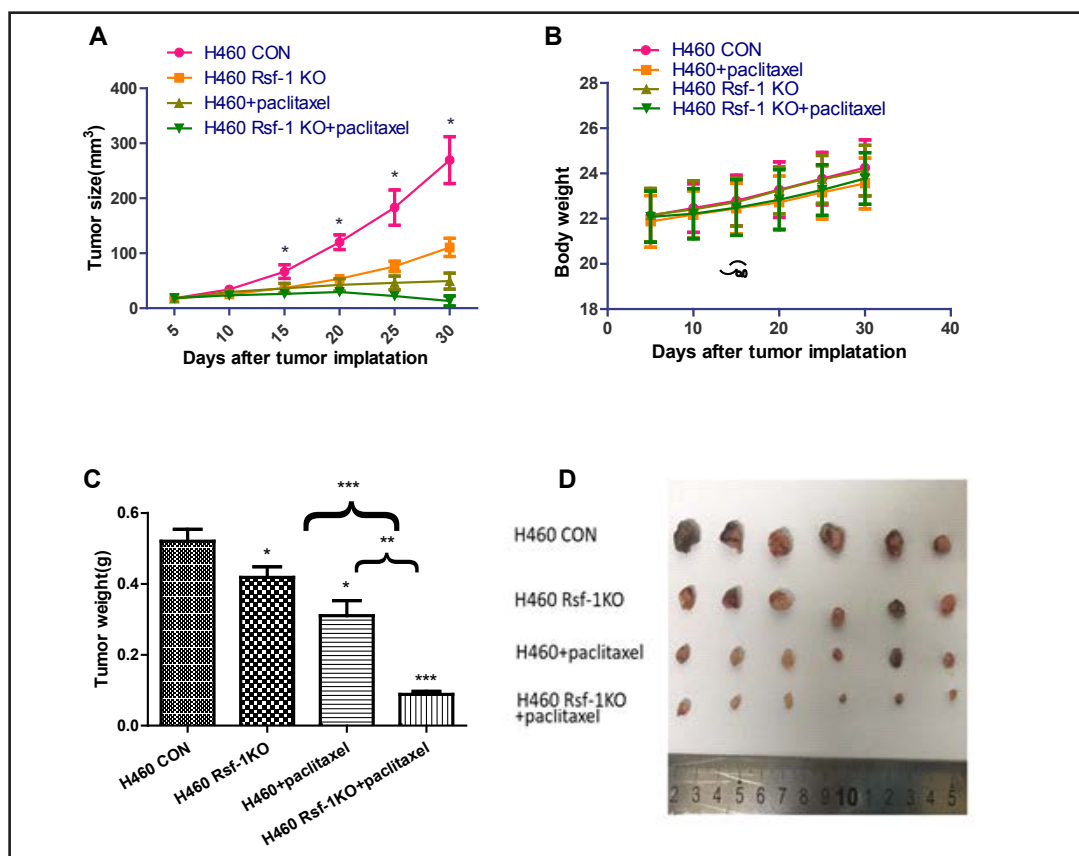 A
H460 CON
H460 Rsf-1 KO
H460+paclitaxel
H460 Rsf-1 KO+paclitaxel
Tumor size(mm³)
400
300
200
100
0
5 10 15 20 25 30
* * * *
Days after tumor implatation
B
H460 CON
H460+paclitaxel
H460 Rsf-1 KO
H460 Rsf-1 KO+paclitaxel
Body weight
28
26
24
22
20
18
0 10 20 30 40
Days after tumor implatation
C
Tumor weight(g)
0.6
0.4
0.2
0.0
***
**
*
*
***
H460 CON
H460 Rsf-1KO
H460+paclitaxel
H460 Rsf-1KO+paclitaxel
D
H460 CON
H460 Rsf-1KO
H460+paclitaxel
H460 Rsf-1KO
+paclitaxel
2 3 4 5 6 7 8 9 10 1 2 3 4 5